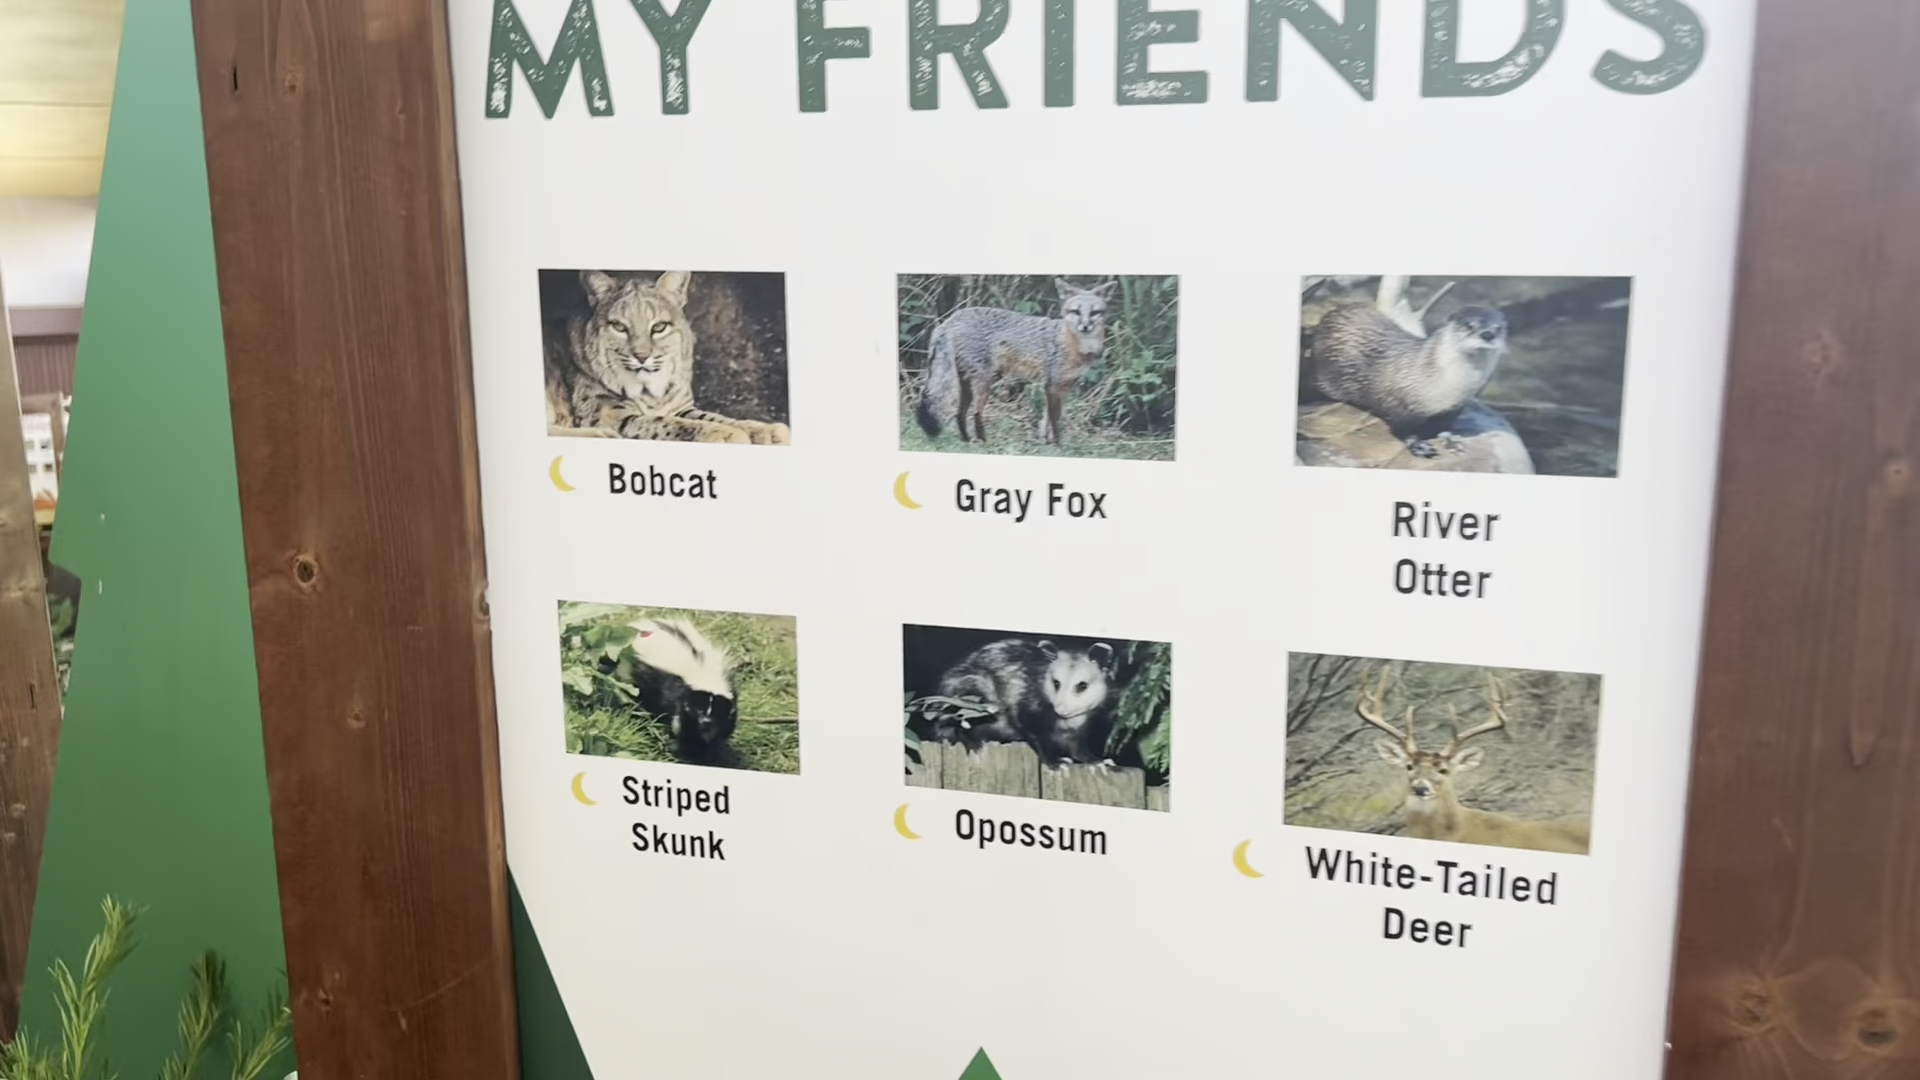 MY FRIENDS
Bobcat
Gray Fox
River
Otter
Striped
Skunk
Opossum
White-Tailed
Deer